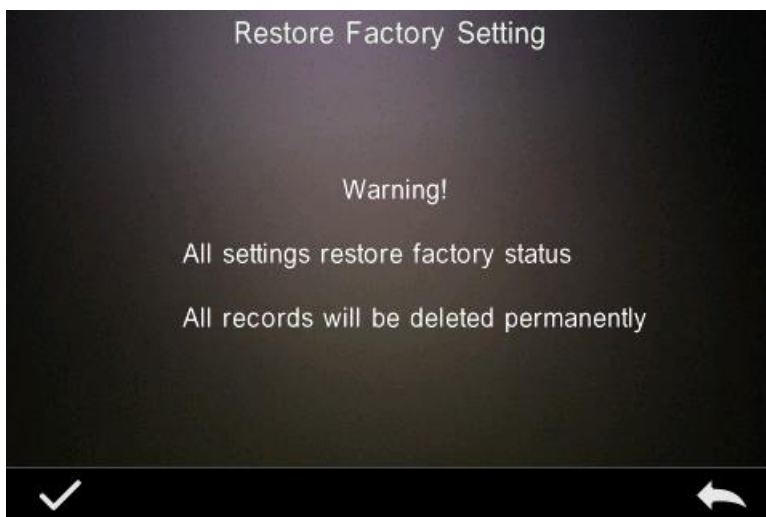 Restore Factory Setting
Warning!
All settings restore factory status
All records will be deleted permanently